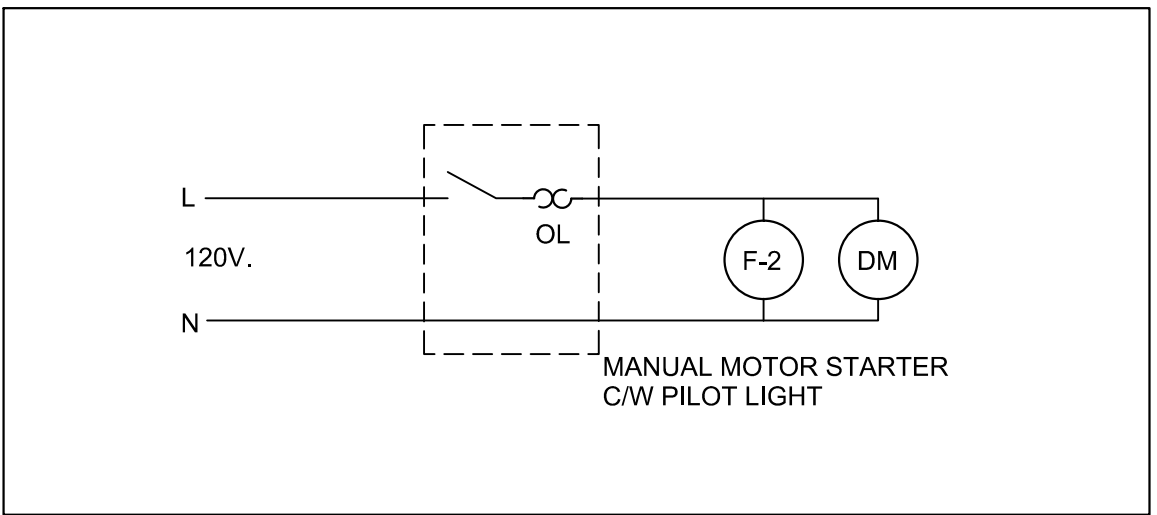 L
OL
120V.
F-2
DM
N
MANUAL MOTOR STARTER
C/W PILOT LIGHT